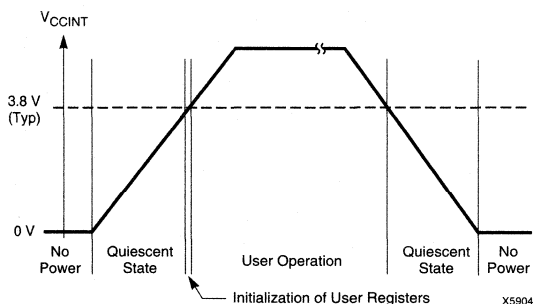 VCCINT
3.8 V
(Typ)
0 V
No
Power
Quiescent
State
User Operation
Quiescent
State
No
Power
Initialization of User Registers
X5904